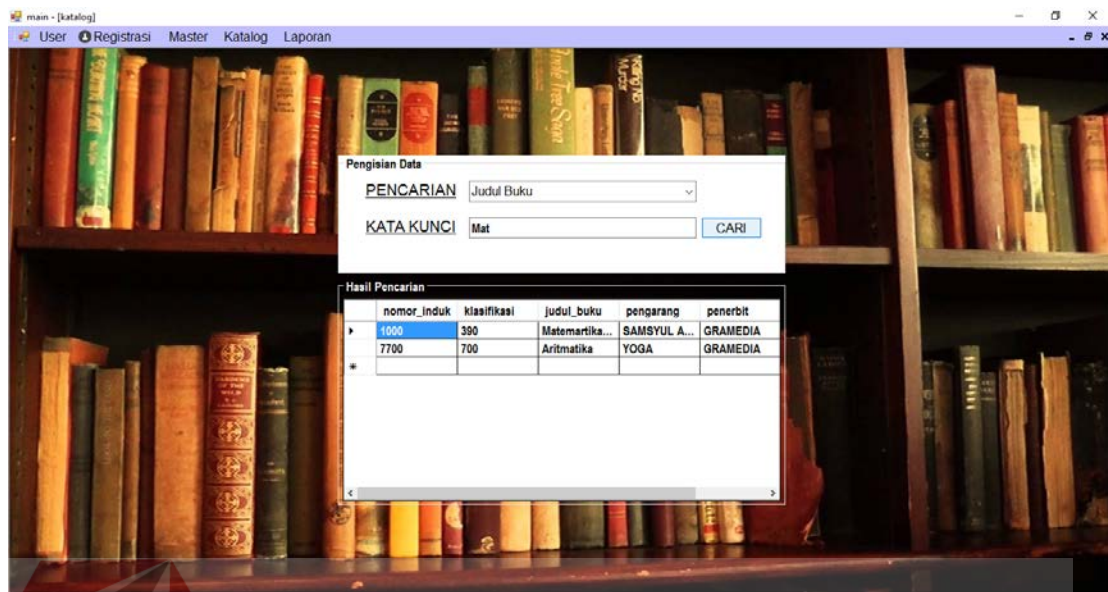 main - [katalog]
User Registrasi Master Katalog Laporan
Pengisian Data
PENCARIAN Judul Buku
KATA KUNCI Mat CARI
Hasil Pencarian
nomor_induk klasifikasi judul_buku pengarang penerbit
1000 390 Matemartika... SAMSYUL A... GRAMEDIA
7700 700 Aritmatika YOGA GRAMEDIA